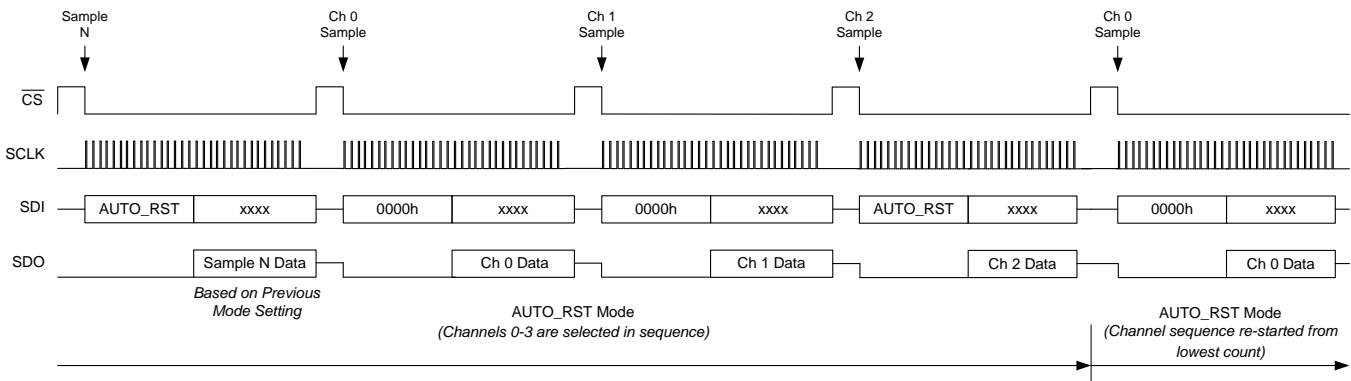 Sample
N
Ch 0
Sample
Ch 1
Sample
Ch 2
Sample
Ch 0
Sample
CS
SCLK
SDI
AUTO_RST
xxxx
0000h
xxxx
0000h
xxxx
AUTO_RST
xxxx
0000h
xxxx
SDO
Sample N Data
Ch 0 Data
Ch 1 Data
Ch 2 Data
Ch 0 Data
Based on Previous
Mode Setting
AUTO_RST Mode
(Channels 0-3 are selected in sequence)
AUTO_RST Mode
(Channel sequence re-started from
lowest count)